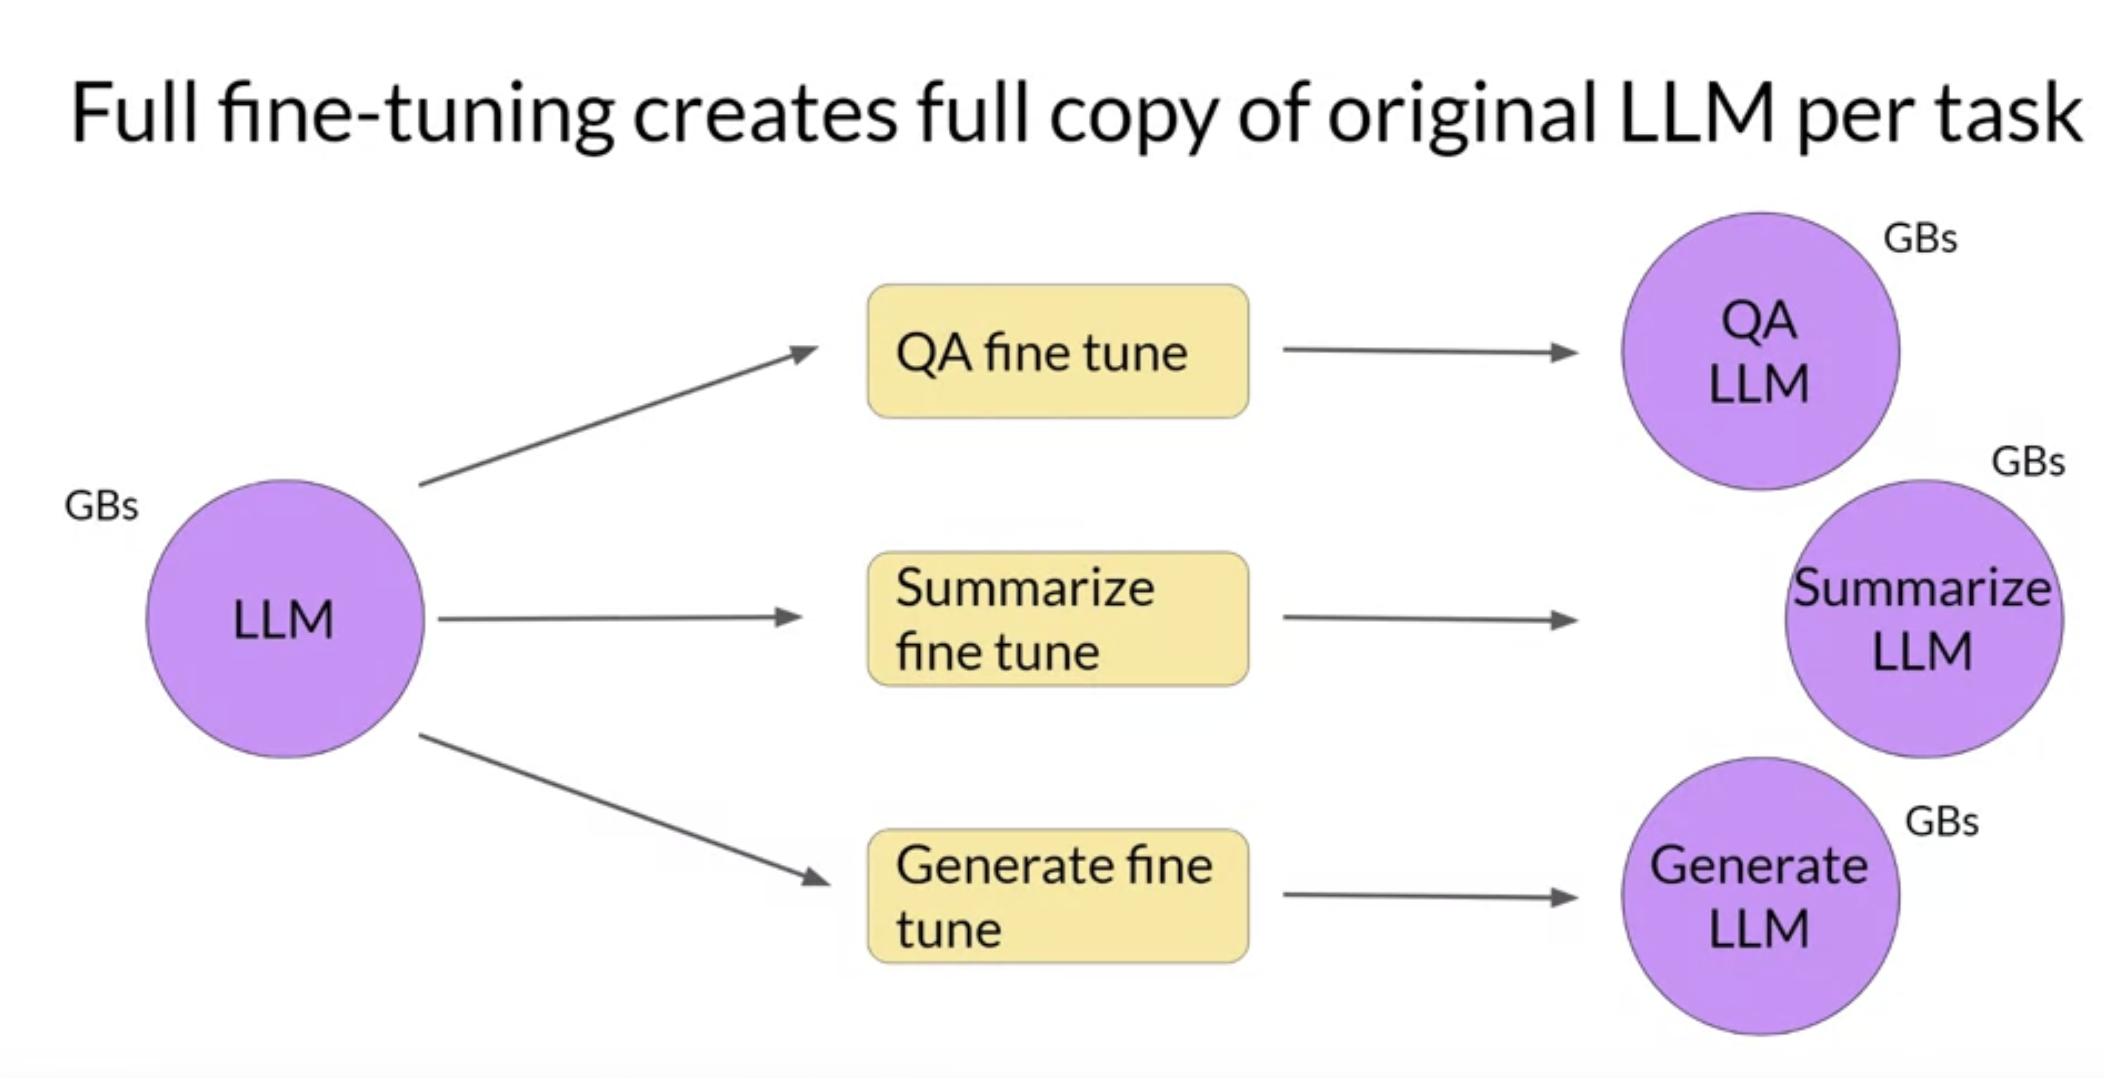 Full fine-tuning creates full copy of original LLM per task
GBs
LLM
QA fine tune
Summarize
fine tune
Generate fine
tune
QA
LLM
GBs
Summarize
LLM
GBs
Generate
LLM
GBs